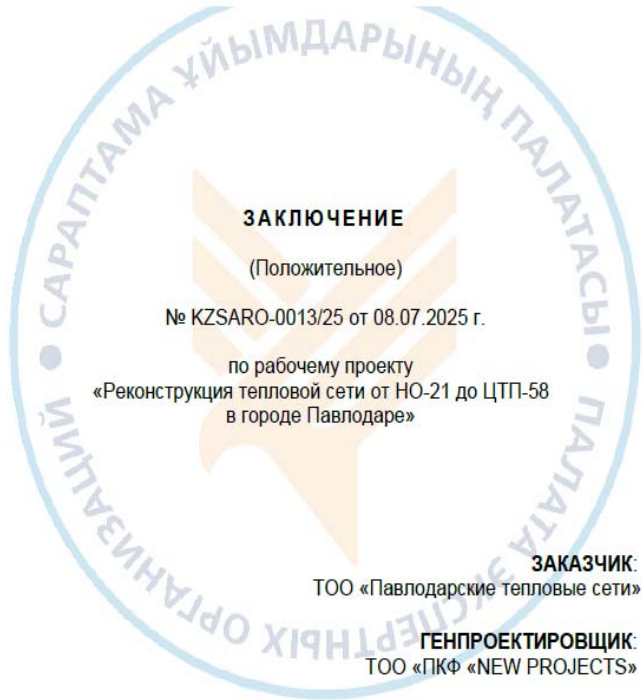 САРАПТАМА ҰЙЫМДАРЫНЫҢ ПАЛАТАСЫ
ЗАКЛЮЧЕНИЕ
(Положительное)
№ KZSARO-0013/25 от 08.07.2025 г.
по рабочему проекту
«Реконструкция тепловой сети от НО-21 до ЦТП-58
в городе Павлодаре»
ЗАКАЗЧИК:
ТОО «Павлодарские тепловые сети»
ГЕНПРОЕКТИРОВЩИК:
ТОО «ПКФ «NEW PROJECTS»
ПАЛАТА ЭКСПЕРТНЫХ ОРГАНИЗАЦИЙ